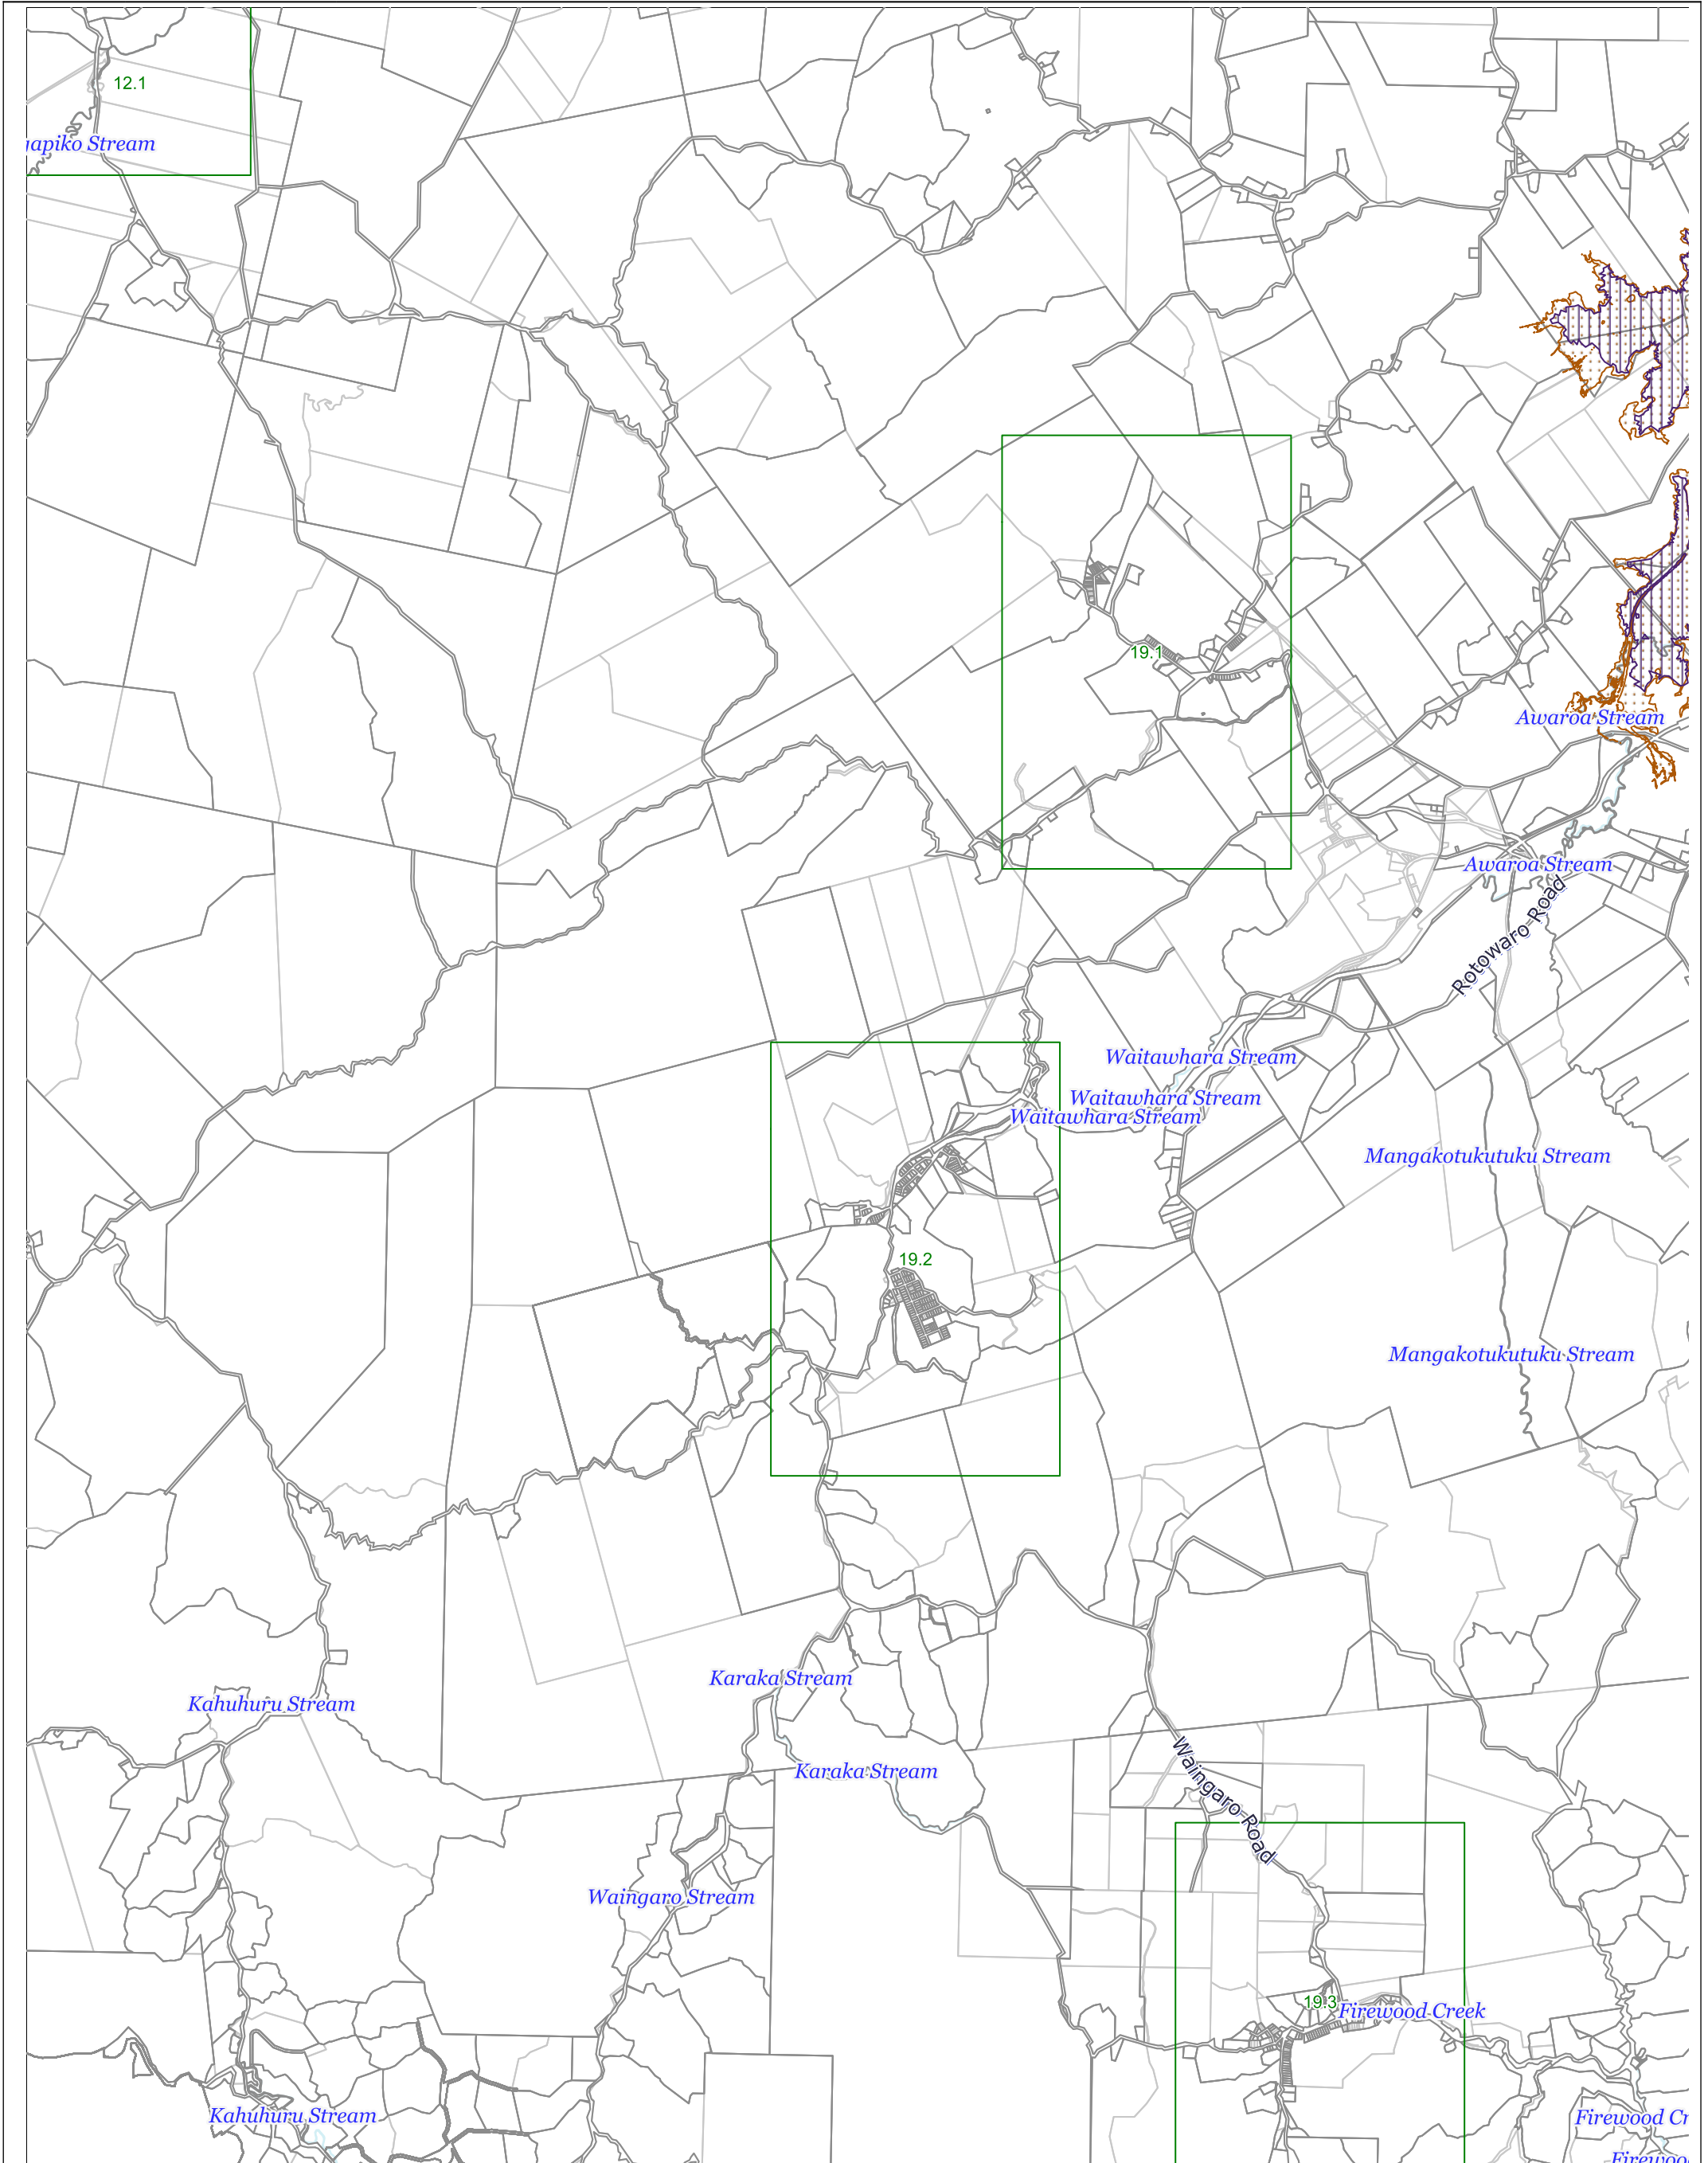 12.1
gapiko Stream
19.1
Awaroa Stream
Awaroa Stream
Rotowaro Road
Waitawhara Stream
Waitawhara Stream
Waitawhara Stream
Mangakotukutuku Stream
19.2
Mangakotukutuku Stream
Karaka Stream
Kahuhuru Stream
Karaka Stream
Waingaro Road
Waingaro Stream
19.3
Firewood Creek
Kahuhuru Stream
Firewood Cr
Firewoo